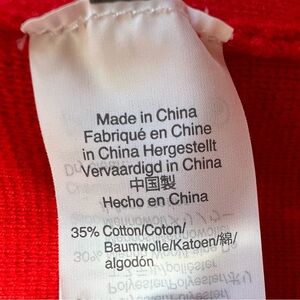 Made in China
Fabriqué en Chine
in China Hergestellt
Vervaardigd in China
中国製
Hecho en China
35% Cotton/Coton/
Baumwolle/Katoen/綿/
algodón